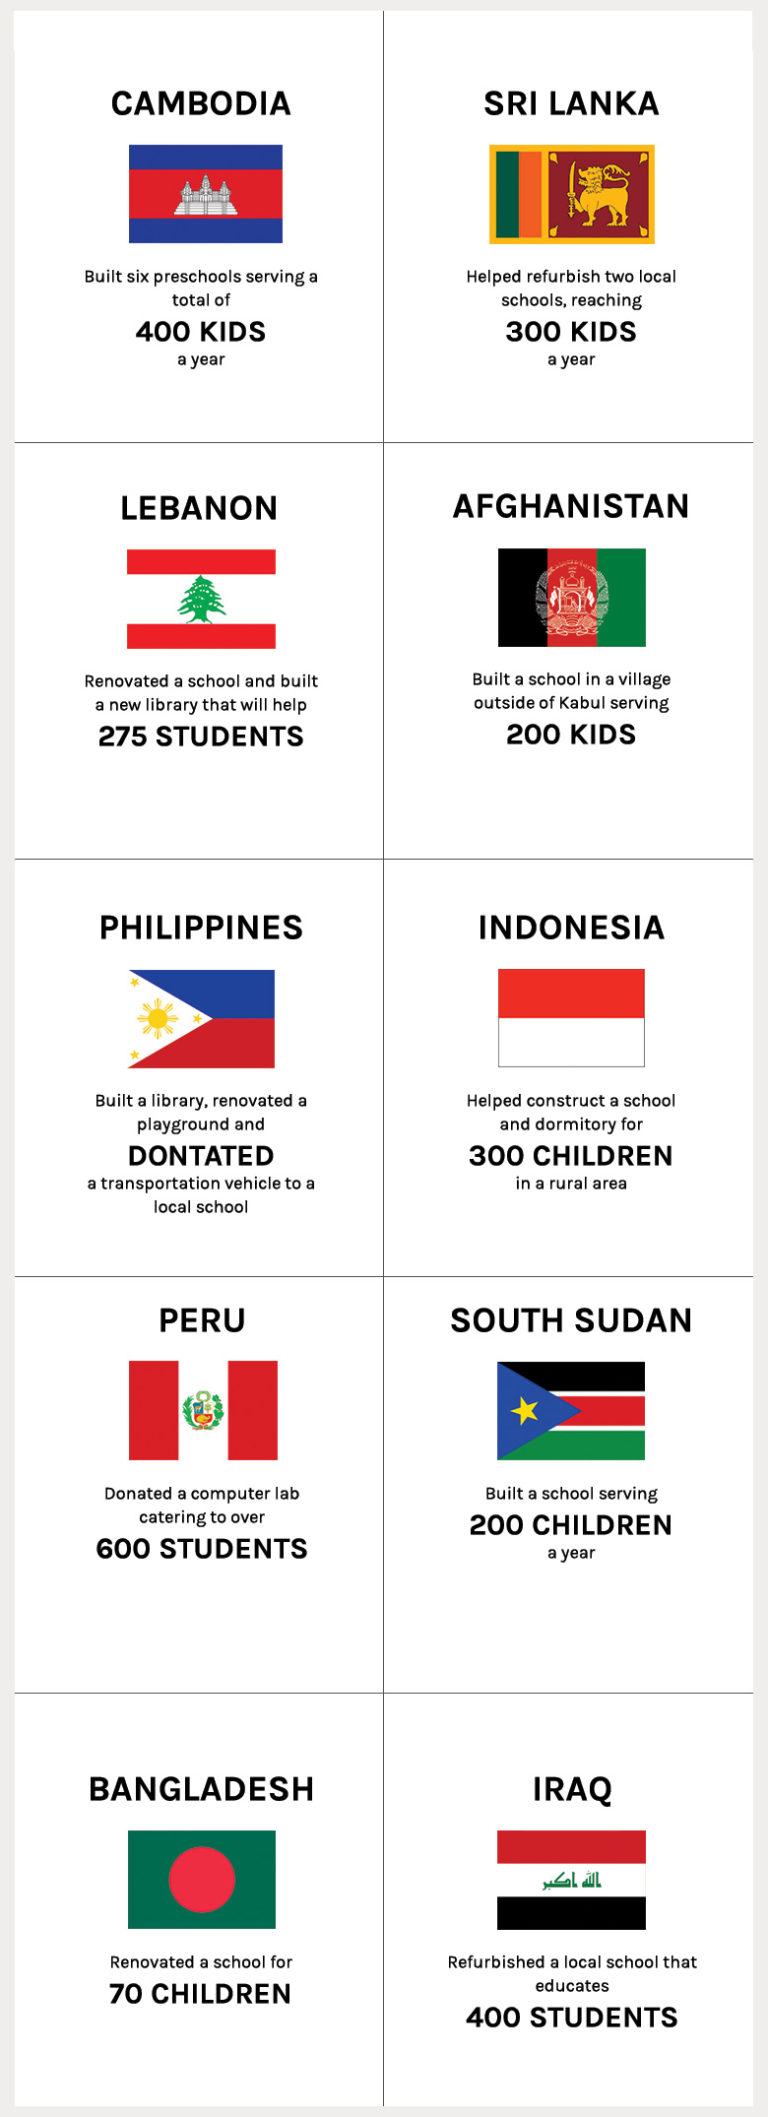 CAMBODIA
Built six preschools serving a
total of
400 KIDS
a year
SRI LANKA
Helped refurbish two local
schools, reaching
300 KIDS
a year
LEBANON
Renovated a school and built
a new library that will help
275 STUDENTS
AFGHANISTAN
Built a school in a village
outside of Kabul serving
200 KIDS
PHILIPPINES
Built a library, renovated a
playground and
DONTATED
a transportation vehicle to a
local school
INDONESIA
Helped construct a school
and dormitory for
300 CHILDREN
in a rural area
PERU
Donated a computer lab
catering to over
600 STUDENTS
SOUTH SUDAN
Built a school serving
200 CHILDREN
a year
BANGLADESH
Renovated a school for
70 CHILDREN
IRAQ
الله اكبر
Refurbished a local school that
educates
400 STUDENTS